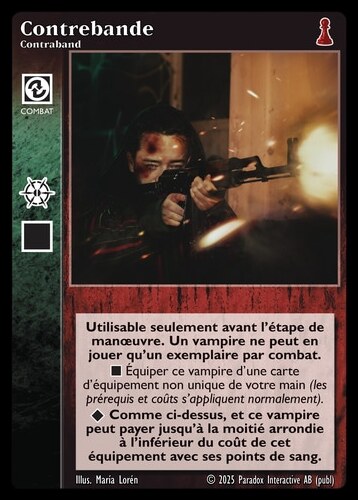 Contrebande
Contraband
COMBAT
Utilisable seulement avant l'étape de
manœuvre. Un vampire ne peut en
jouer qu'un exemplaire par combat.
Équiper ce vampire d'une carte
d'équipement non unique de votre main (les
prérequis et coûts s'appliquent normalement).
Comme ci-dessus, et ce vampire
peut payer jusqu'à la moitié arrondie
à l'inférieur du coût de cet
équipement avec ses points de sang.
Illus. María Lorén
© 2025 Paradox Interactive AB (publ)